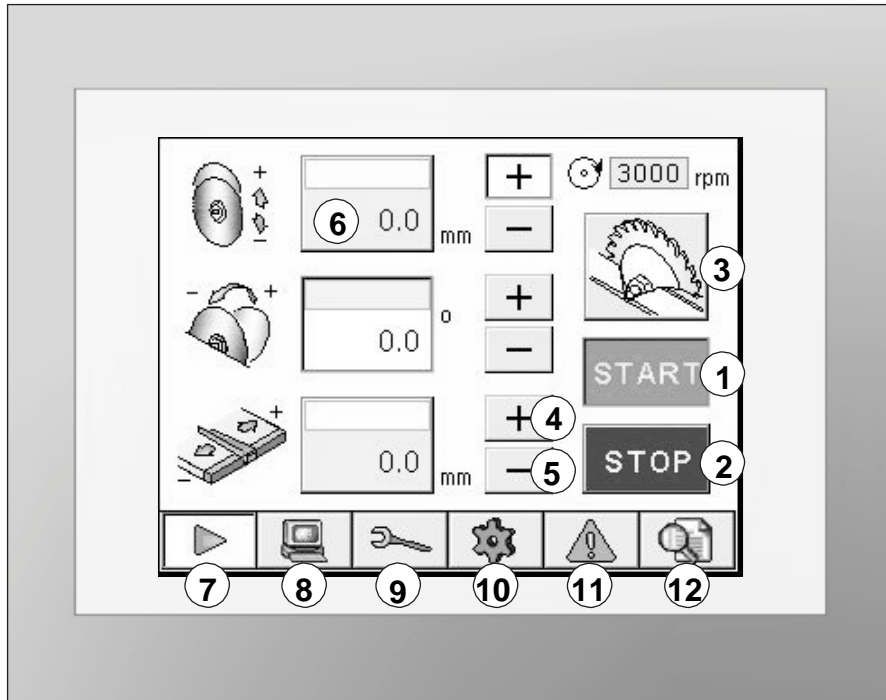 + 
+ 3000 rpm
6 0.0 mm
-
−
3
- +
+
o
0.0
−
START 1
+
+ 4
0.0 mm
− 5
-
STOP 2
7 8 9 10 11 12